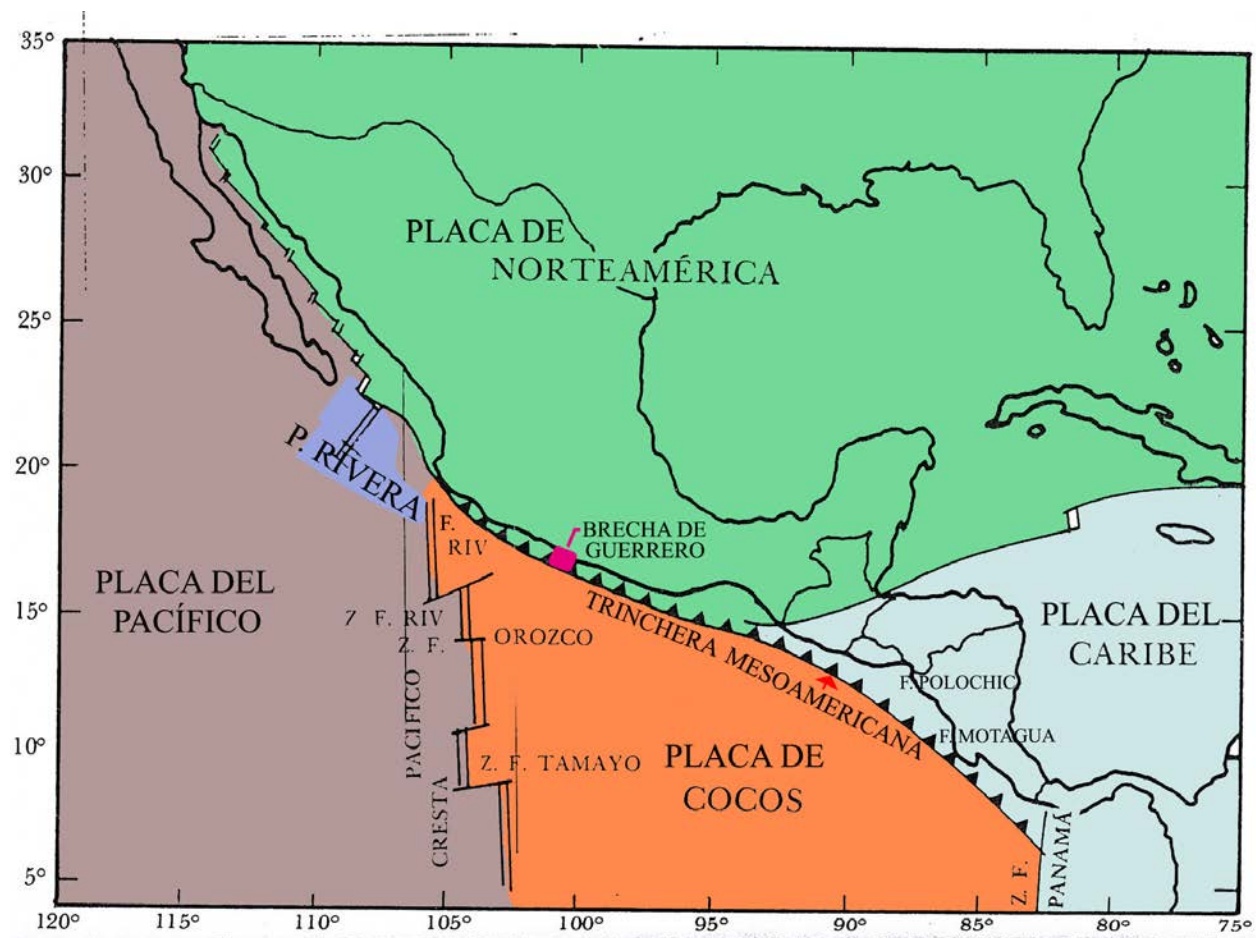 35°
30°
25°
20°
15°
10°
5°
120°
115°
110°
105°
100°
95°
90°
85°
80°
75°
PLACA DE
NORTEAMÉRICA
P. RIVERA
BRECHA DE
GUERRERO
F.
RIV
PLACA DEL
PACÍFICO
Z F. RIV
Z. F. OROZCO
TRINCHERA MESOAMERICANA
PLACA DEL
CARIBE
F. POLOCHIC
F. MOTAGUA
PACIFICO
CRESTA
Z. F. TAMAYO
PLACA DE
COCOS
Z. F.
PANAMÁ